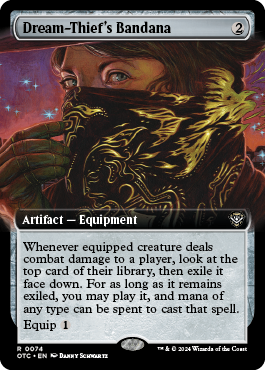 Dream-Thief's Bandana 2
Artifact — Equipment
Whenever equipped creature deals
combat damage to a player, look at the
top card of their library, then exile it
face down. For as long as it remains
exiled, you may play it, and mana of
any type can be spent to cast that spell.
Equip 1
R 0074
OTC • EN Danny Schwartz
™ & © 2024 Wizards of the Coast